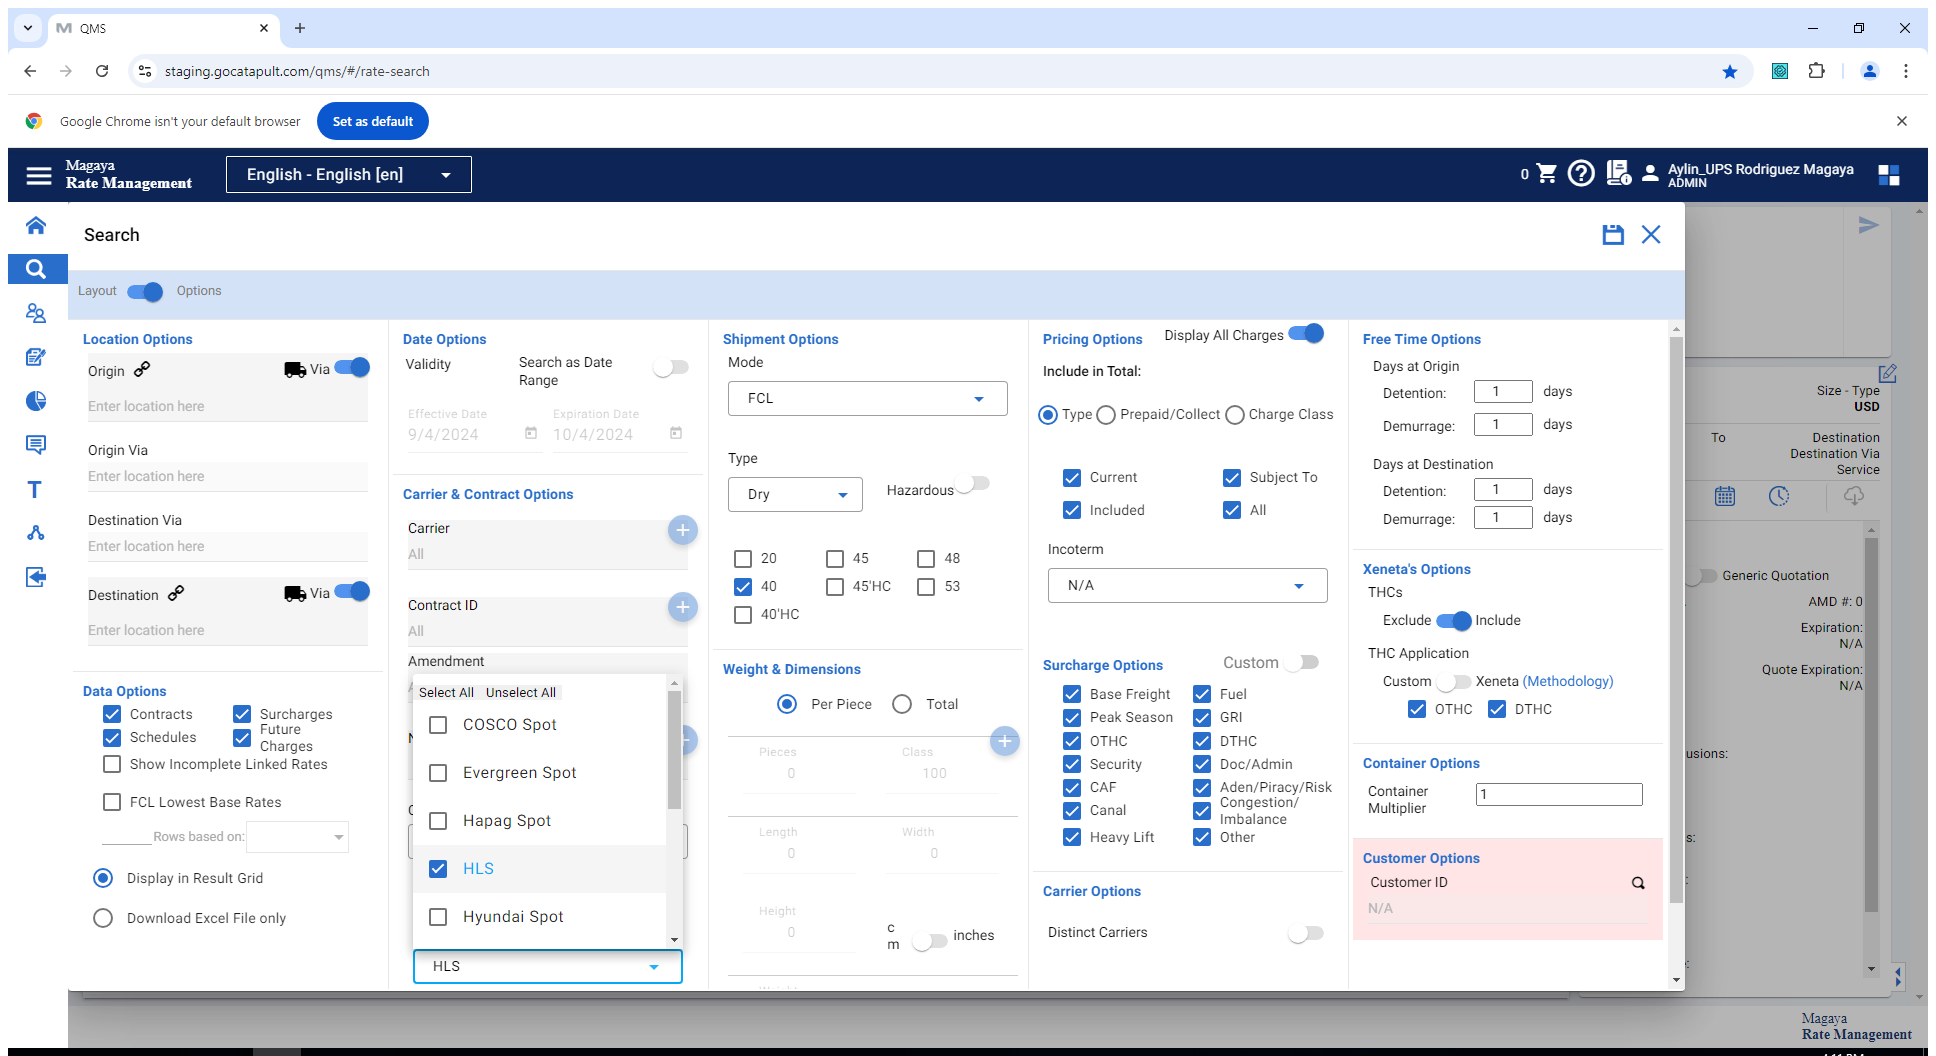 QMS
staging.gocatapult.com/qms/#/rate-search
Google Chrome isn't your default browser
Set as default
Magaya
Rate Management
English - English [en]
0
Aylin_UPS Rodriguez Magaya
ADMIN
Search
Layout
Options
Location Options
Origin
Via
Enter location here
Origin Via
Enter location here
Destination Via
Enter location here
Destination
Via
Enter location here
Data Options
Contracts
Surcharges
Schedules
Future
Charges
Show Incomplete Linked Rates
FCL Lowest Base Rates
Rows based on:
Display in Result Grid
Download Excel File only
Date Options
Validity
Search as Date
Range
Effective Date
Expiration Date
9/4/2024
10/4/2024
Carrier & Contract Options
Carrier
All
Contract ID
All
Amendment
Select All
Unselect All
COSCO Spot
Evergreen Spot
Hapag Spot
HLS
Hyundai Spot
HLS
Shipment Options
Mode
FCL
Type
Dry
Hazardous
20
45
48
40
45'HC
53
40'HC
Weight & Dimensions
Per Piece
Total
Pieces
Class
0
100
Length
Width
0
0
Height
0
c
m
inches
Pricing Options
Display All Charges
Include in Total:
Type
Prepaid/Collect
Charge Class
Current
Subject To
Included
All
Incoterm
N/A
Surcharge Options
Custom
Base Freight
Fuel
Peak Season
GRI
OTHC
DTHC
Security
Doc/Admin
CAF
Aden/Piracy/Risk
Canal
Congestion/
Imbalance
Heavy Lift
Other
Carrier Options
Distinct Carriers
Free Time Options
Days at Origin
Detention:
1
days
Demurrage:
1
days
Days at Destination
Detention:
1
days
Demurrage:
1
days
Xeneta's Options
THCs
Exclude
Include
THC Application
Custom
Xeneta (Methodology)
OTHC
DTHC
Container Options
Container
Multiplier
1
Customer Options
Customer ID
N/A
Size - Type
USD
To
Destination
Destination Via
Service
Generic Quotation
AMD #: 0
Expiration:
N/A
Quote Expiration:
N/A
usions:
s:
Magaya
Rate Management